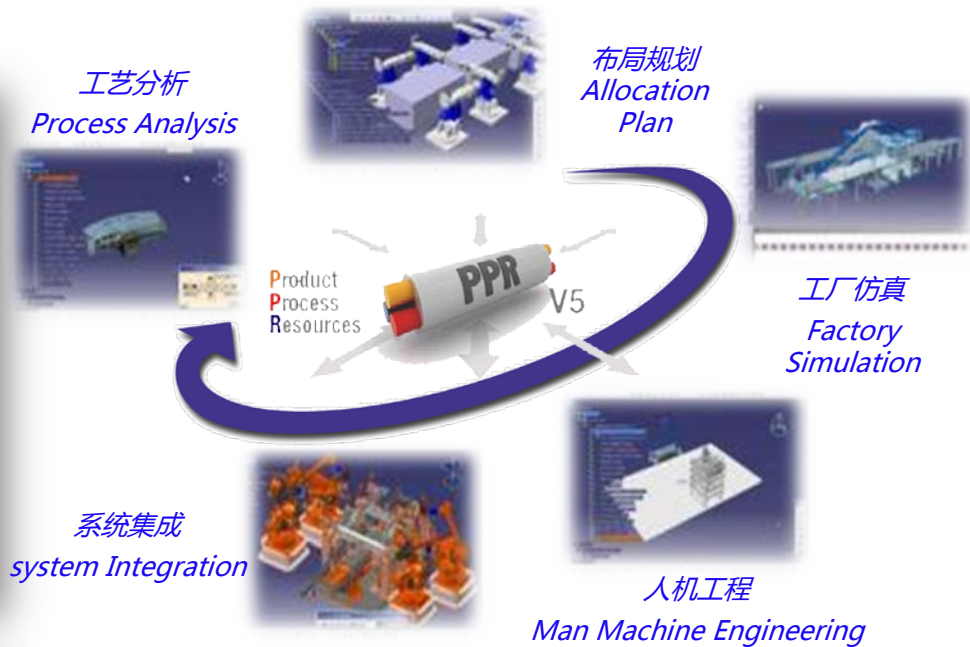 工艺分析
Process Analysis
布局规划
Allocation
Plan
Product
Process
Resources
PPR
V5
工厂仿真
Factory
Simulation
系统集成
system Integration
人机工程
Man Machine Engineering